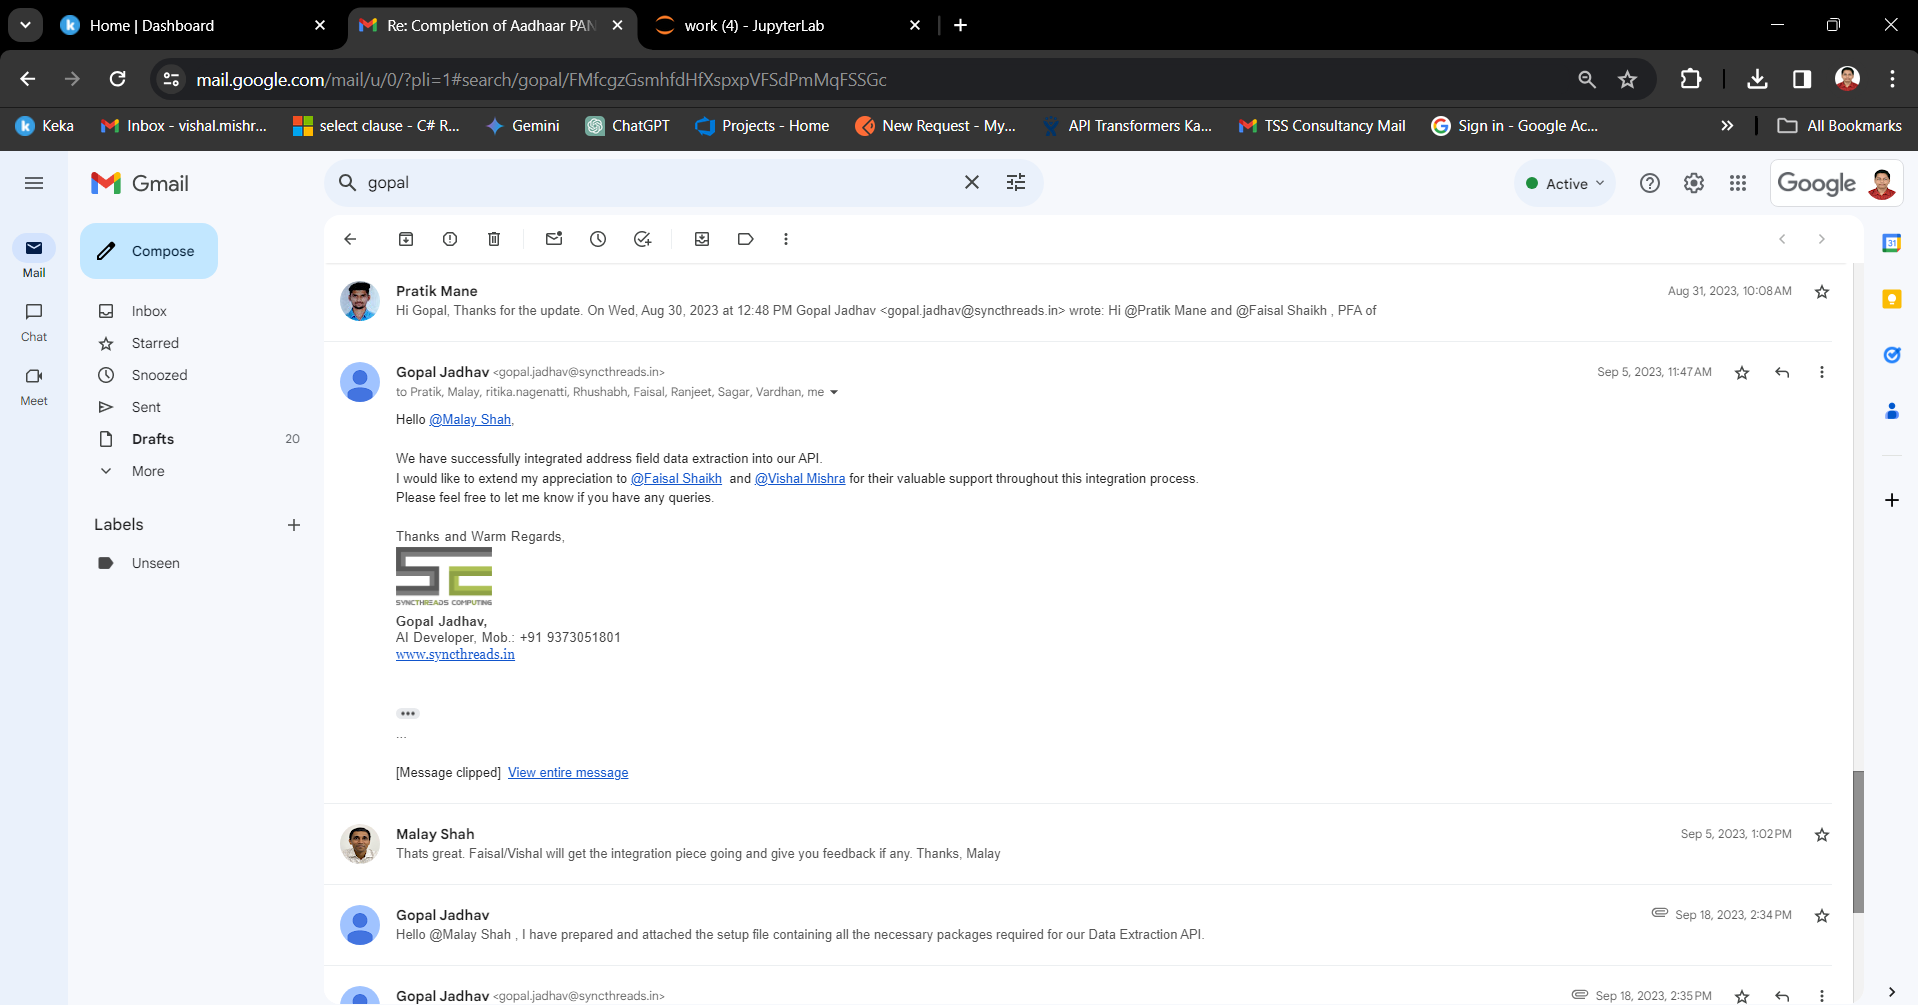 Home | Dashboard
Re: Completion of Aadhaar PAN
work (4) - JupyterLab
mail.google.com/mail/u/0/?pli=1#search/gopal/FMfcgzGsmhfdHfXspxpVFSdPmMqFSSGc
Keka
Inbox - vishal.mishr...
select clause - C# R...
Gemini
ChatGPT
Projects - Home
New Request - My...
API Transformers Ka...
TSS Consultancy Mail
Sign in - Google Ac...
All Bookmarks
Gmail
gopal
Active
Google
Mail
Chat
Meet
Compose
Inbox
Starred
Snoozed
Sent
Drafts 20
More
Labels
Unseen
31
Pratik Mane Aug 31, 2023, 10:08 AM
Hi Gopal, Thanks for the update. On Wed, Aug 30, 2023 at 12:48 PM Gopal Jadhav <gopal.jadhav@syncthreads.in> wrote: Hi @Pratik Mane and @Faisal Shaikh , PFA of
Gopal Jadhav <gopal.jadhav@syncthreads.in> Sep 5, 2023, 11:47 AM
to Pratik, Malay, ritika.nagenatti, Rhushabh, Faisal, Ranjeet, Sagar, Vardhan, me
Hello @Malay Shah,
We have successfully integrated address field data extraction into our API.
I would like to extend my appreciation to @Faisal Shaikh and @Vishal Mishra for their valuable support throughout this integration process.
Please feel free to let me know if you have any queries.
Thanks and Warm Regards,
SYNCTHREADS COMPUTING
Gopal Jadhav,
AI Developer, Mob.: +91 9373051801
www.syncthreads.in
...
[Message clipped] View entire message
Malay Shah Sep 5, 2023, 1:02 PM
Thats great. Faisal/Vishal will get the integration piece going and give you feedback if any. Thanks, Malay
Gopal Jadhav Sep 18, 2023, 2:34 PM
Hello @Malay Shah , I have prepared and attached the setup file containing all the necessary packages required for our Data Extraction API.
Gopal Jadhav <gopal.jadhav@syncthreads.in> Sep 18, 2023, 2:35 PM